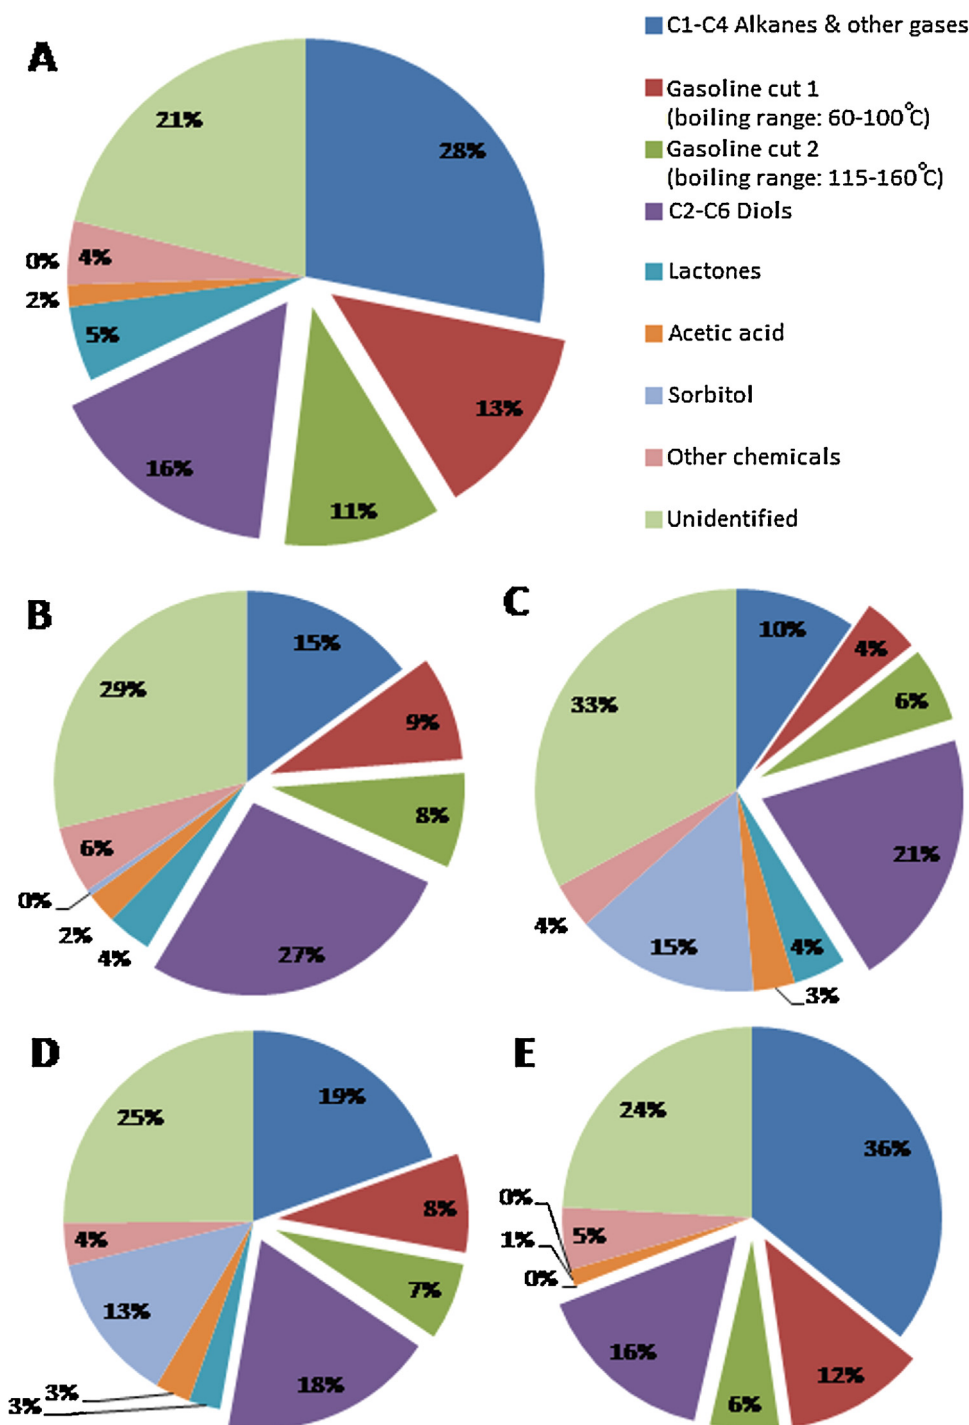 A
C1-C4 Alkanes & other gases
Gasoline cut 1
(boiling range: 60-100°C)
Gasoline cut 2
(boiling range: 115-160°C)
C2-C6 Diols
Lactones
Acetic acid
Sorbitol
Other chemicals
Unidentified
21%
28%
0%
4%
2%
5%
13%
16%
11%
B
15%
29%
9%
8%
6%
0%
2%
4%
27%
C
10%
4%
33%
6%
21%
4%
15%
4%
3%
D
19%
25%
8%
4%
7%
13%
18%
3%
3%
E
24%
36%
0%
5%
1%
0%
16%
12%
6%